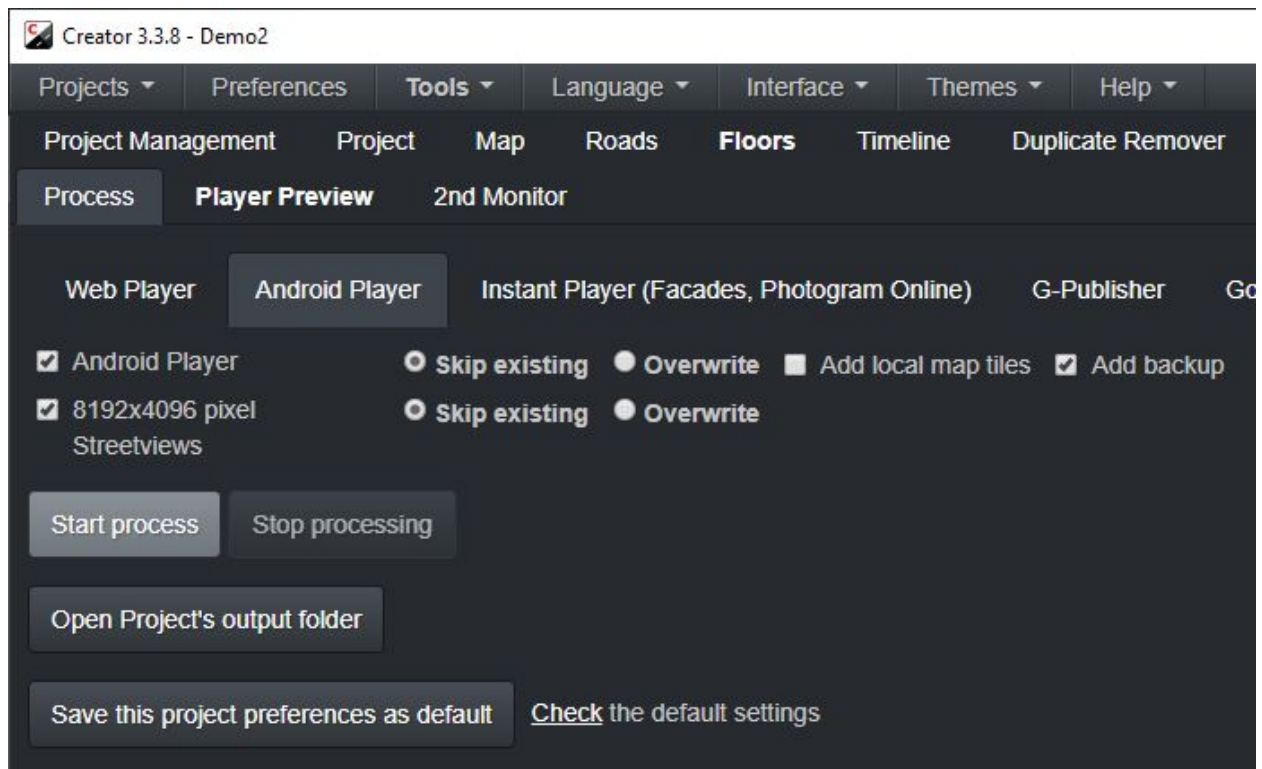 Creator 3.3.8 - Demo2
Projects Preferences Tools Language Interface Themes Help
Project Management Project Map Roads Floors Timeline Duplicate Remover
Process Player Preview 2nd Monitor
Web Player Android Player Instant Player (Facades, Photogram Online) G-Publisher Go
Android Player Skip existing Overwrite Add local map tiles Add backup
8192x4096 pixel Skip existing Overwrite
Streetviews
Start process Stop processing
Open Project's output folder
Save this project preferences as default Check the default settings